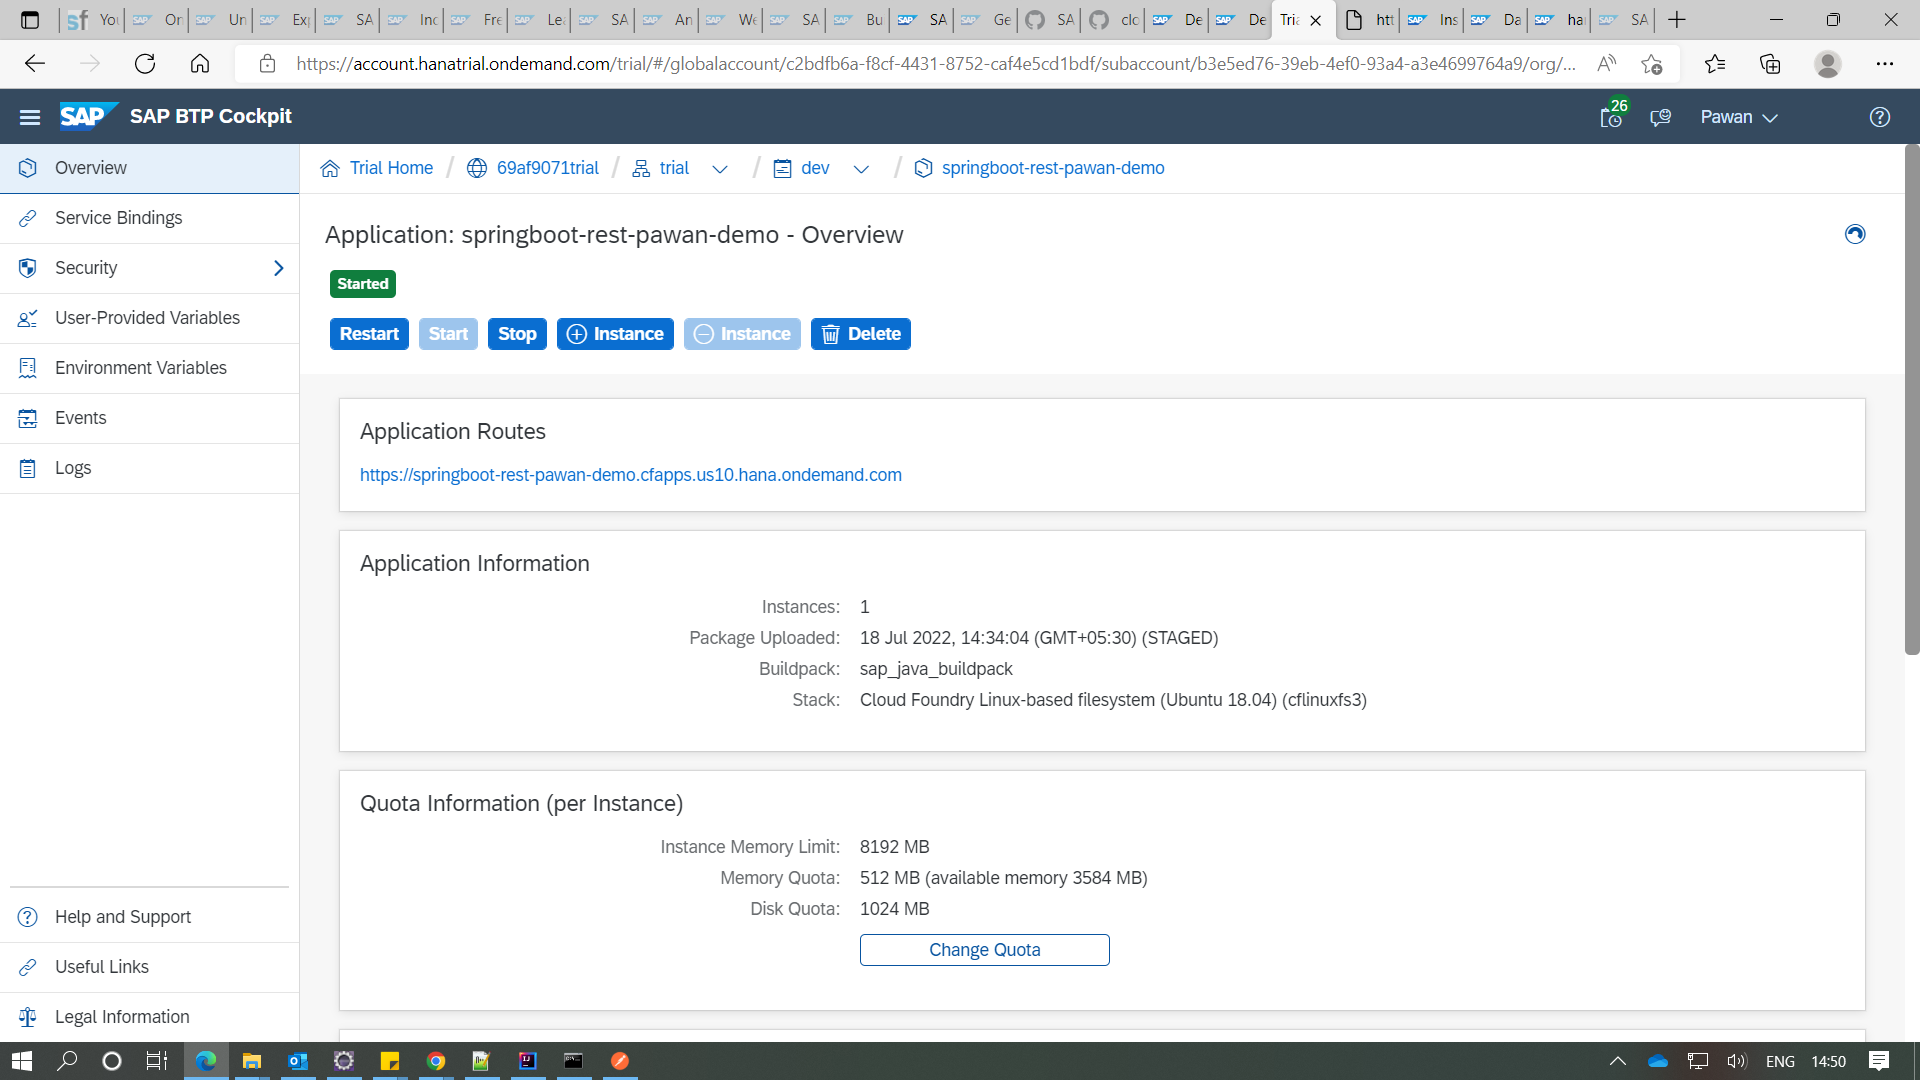 You
On
Un
Exp
SA
Inc
Fre
Le
SA
An
We
SA
Bu
SA
Ge
SA
clo
De
De
Tria
htt
Ins
Da
ha
SA
https://account.hanatrial.ondemand.com/trial/#/globalaccount/c2bdfb6a-f8cf-4431-8752-caf4e5cd1bdf/subaccount/b3e5ed76-39eb-4ef0-93a4-a3e4699764a9/org/...
SAP SAP BTP Cockpit
26
Pawan
Overview
Service Bindings
Security
User-Provided Variables
Environment Variables
Events
Logs
Help and Support
Useful Links
Legal Information
Trial Home / 69af9071trial / trial / dev / springboot-rest-pawan-demo
Application: springboot-rest-pawan-demo - Overview
Started
Restart Start Stop Instance Instance Delete
Application Routes
https://springboot-rest-pawan-demo.cfapps.us10.hana.ondemand.com
Application Information
Instances: 1
Package Uploaded: 18 Jul 2022, 14:34:04 (GMT+05:30) (STAGED)
Buildpack: sap_java_buildpack
Stack: Cloud Foundry Linux-based filesystem (Ubuntu 18.04) (cflinuxfs3)
Quota Information (per Instance)
Instance Memory Limit: 8192 MB
Memory Quota: 512 MB (available memory 3584 MB)
Disk Quota: 1024 MB
Change Quota
ENG 14:50